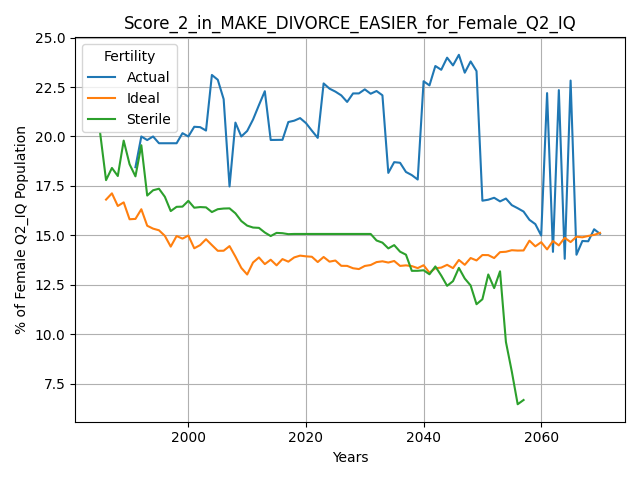 Score_2_in_MAKE_DIVORCE_EASIER_for_Female_Q2_IQ
Fertility
Actual
Ideal
Sterile
% of Female Q2_IQ Population
25.0
22.5
20.0
17.5
15.0
12.5
10.0
7.5
2000
2020
2040
2060
Years